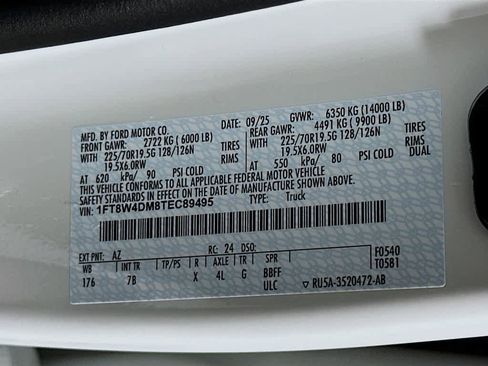 MFD. BY FORD MOTOR CO. DATE: 09/25 GVWR: 6350 KG (14000 LB)
FRONT GAWR: 2722 KG (6000 LB) REAR GAWR: 4491 KG (9900 LB)
WITH 225/70R19.5G 128/126N WITH 225/70R19.5G 128/126N TIRES
19.5X6.0RW 19.5X6.0RW RIMS
AT 620 kPa/ 90 PSI COLD AT 550 kPa/ 80 PSI COLD DUAL
THIS VEHICLE CONFORMS TO ALL APPLICABLE FEDERAL MOTOR VEHICLE
SAFETY STANDARDS IN EFFECT ON THE DATE OF MANUFACTURE SHOWN ABOVE.
VIN: 1FT8W4DM8TEC89495 TYPE: Truck
F0540
T0581
EXT PNT: AZ RC: 24 DSO:
WB INT TR TP/PS R AXLE TR SPR
176 7B X 4L G BBFF
ULC ▽ RU5A-3520472-AB